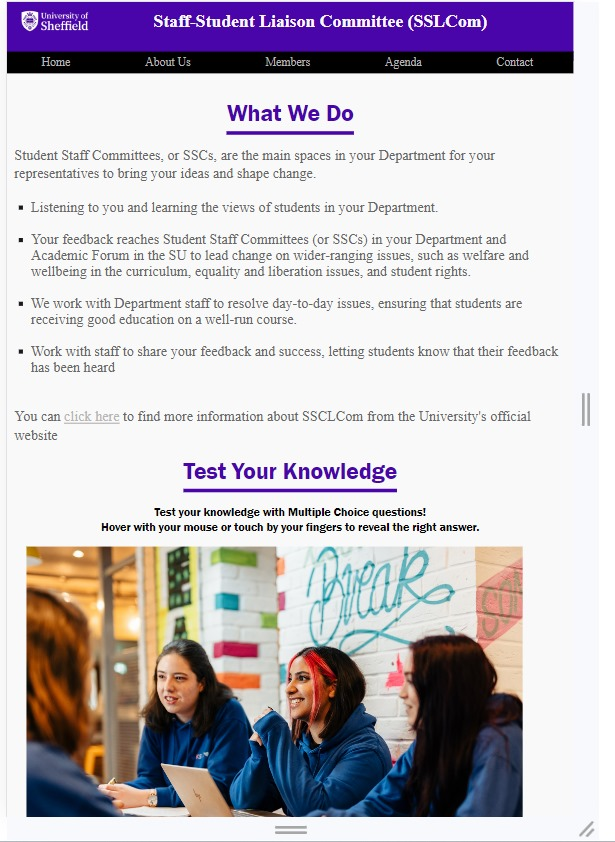 University of
Sheffield
Staff-Student Liaison Committee (SSLCom)
Home About Us Members Agenda Contact
What We Do
Student Staff Committees, or SSCs, are the main spaces in your Department for your
representatives to bring your ideas and shape change.
Listening to you and learning the views of students in your Department.
Your feedback reaches Student Staff Committees (or SSCs) in your Department and
Academic Forum in the SU to lead change on wider-ranging issues, such as welfare and
wellbeing in the curriculum, equality and liberation issues, and student rights.
We work with Department staff to resolve day-to-day issues, ensuring that students are
receiving good education on a well-run course.
Work with staff to share your feedback and success, letting students know that their feedback
has been heard
You can click here to find more information about SSCLCom from the University's official
website
Test Your Knowledge
Test your knowledge with Multiple Choice questions!
Hover with your mouse or touch by your fingers to reveal the right answer.
Break